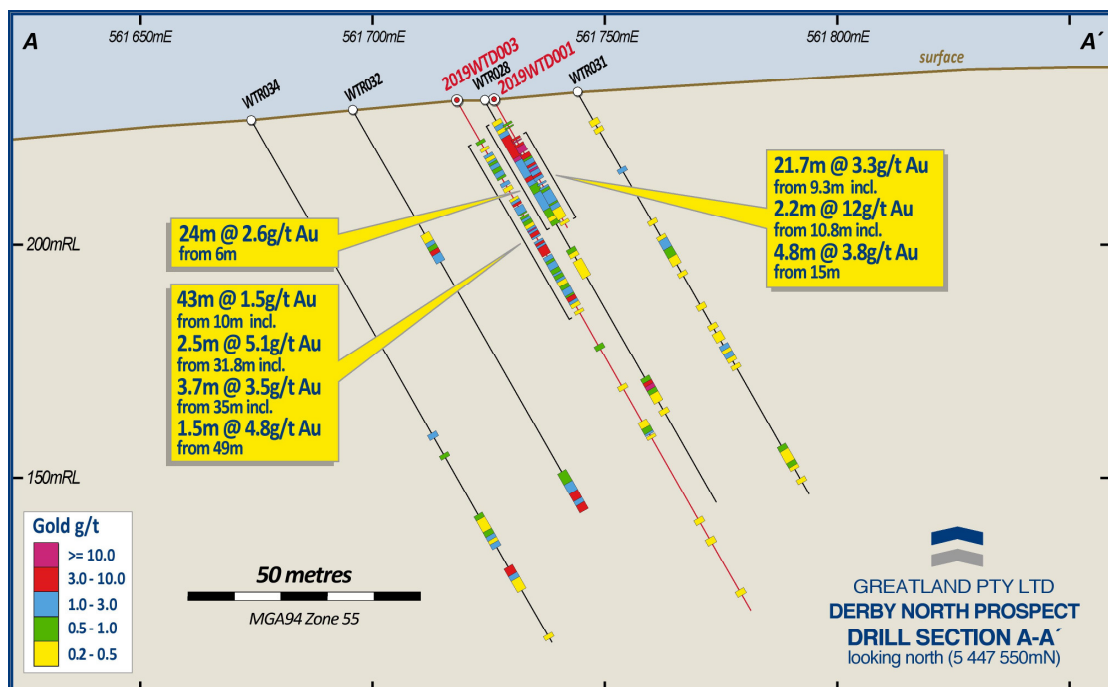 A
561 650mE
561 700mE
561 750mE
561 800mE
A´
surface
WTR034
WTR032
2019WTD003
WTR028
2019WTD001
WTR031
200mRL
150mRL
24m @ 2.6g/t Au
from 6m
43m @ 1.5g/t Au
from 10m incl.
2.5m @ 5.1g/t Au
from 31.8m incl.
3.7m @ 3.5g/t Au
from 35m incl.
1.5m @ 4.8g/t Au
from 49m
21.7m @ 3.3g/t Au
from 9.3m incl.
2.2m @ 12g/t Au
from 10.8m incl.
4.8m @ 3.8g/t Au
from 15m
Gold g/t
>= 10.0
3.0 - 10.0
1.0 - 3.0
0.5 - 1.0
0.2 - 0.5
50 metres
MGA94 Zone 55
GREATLAND PTY LTD
DERBY NORTH PROSPECT
DRILL SECTION A-A´
looking north (5 447 550mN)